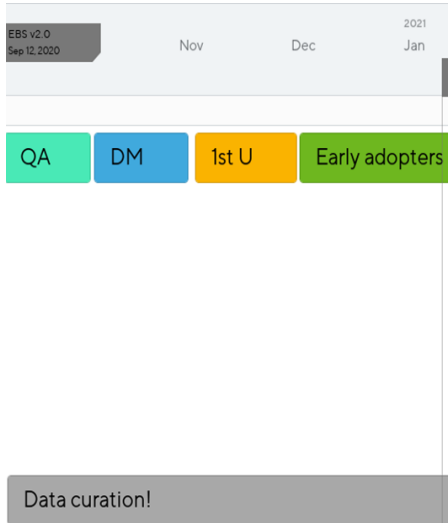 EBS v2.0
Sep 12, 2020
Nov
Dec
2021
Jan
QA
DM
1st U
Early adopters
Data curation!